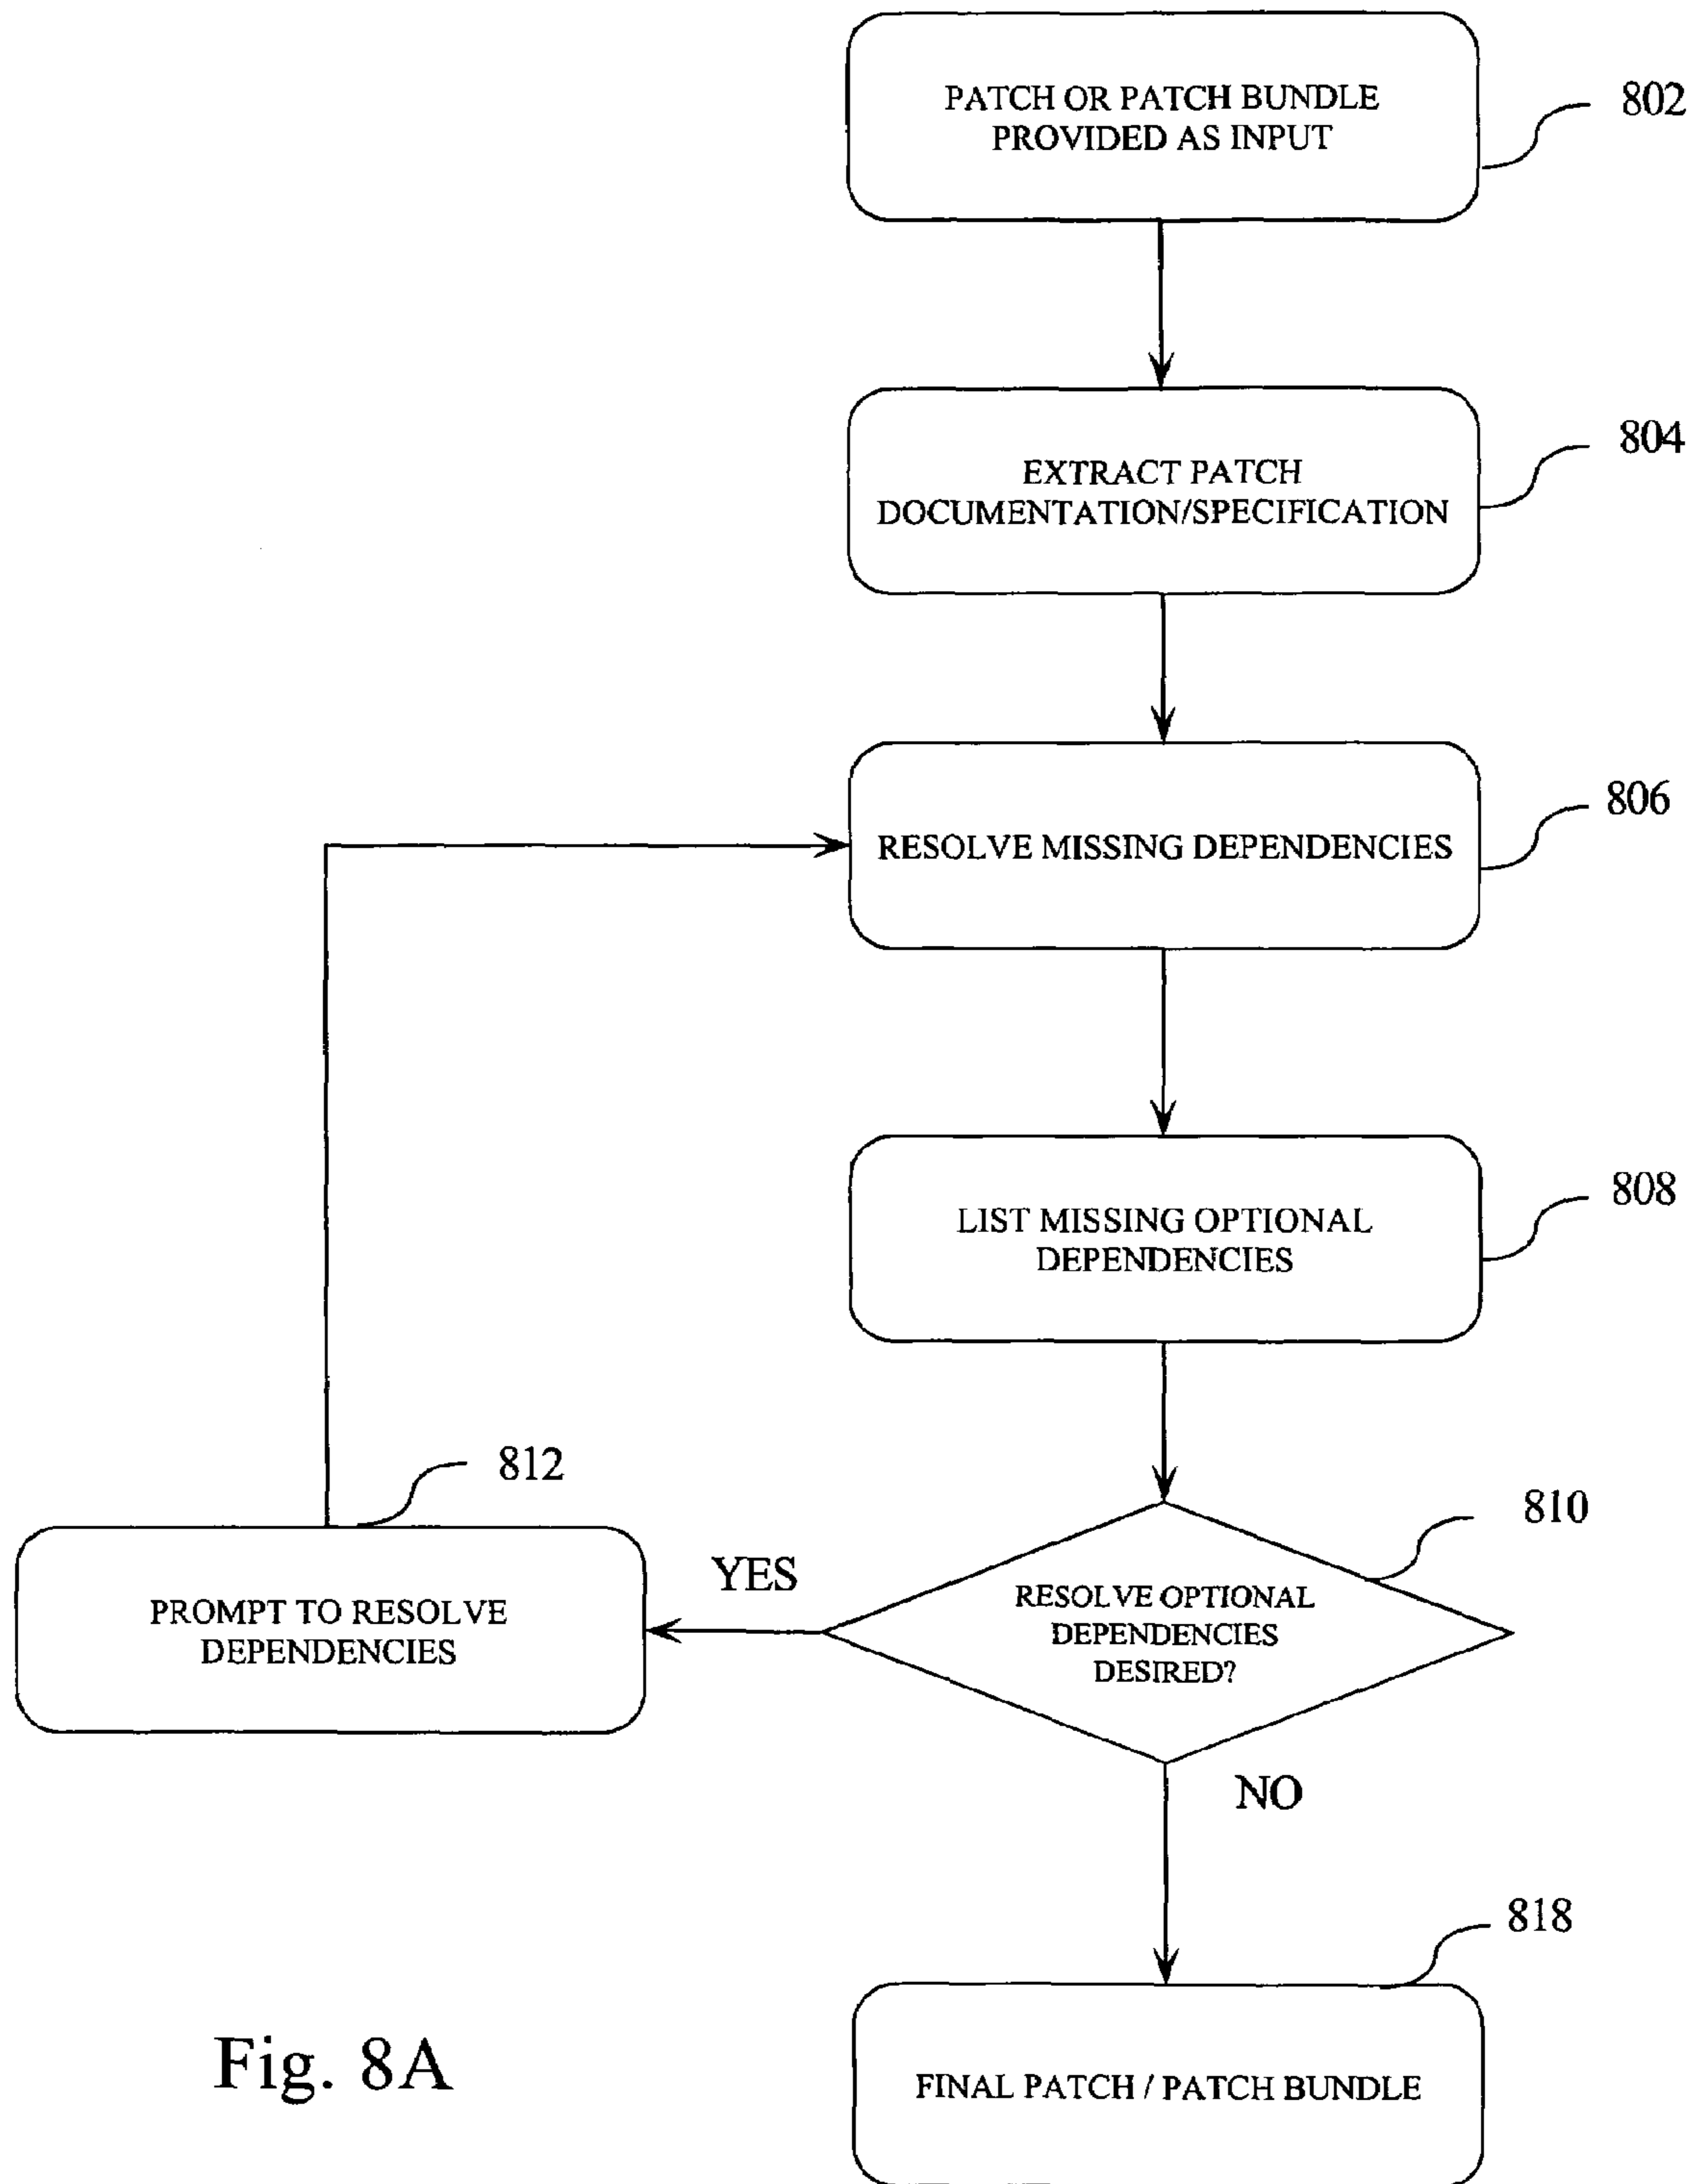 PATCH OR PATCH BUNDLE
PROVIDED AS INPUT
802
EXTRACT PATCH
DOCUMENTATION/SPECIFICATION
804
RESOLVE MISSING DEPENDENCIES
806
LIST MISSING OPTIONAL
DEPENDENCIES
808
812
810
PROMPT TO RESOLVE
DEPENDENCIES
YES
RESOLVE OPTIONAL
DEPENDENCIES
DESIRED?
NO
818
FINAL PATCH / PATCH BUNDLE
Fig. 8A